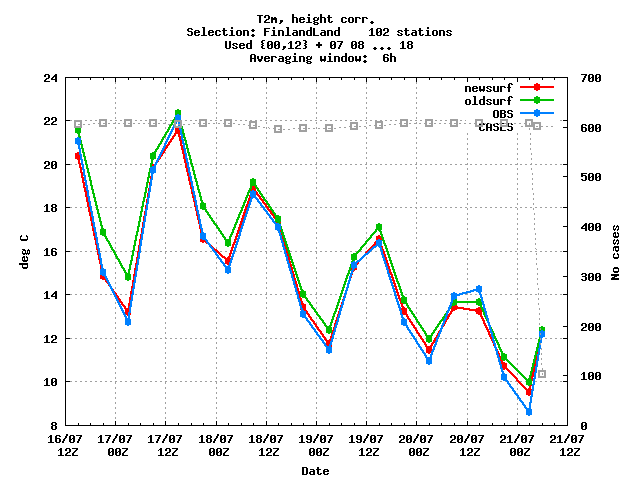 T2m, height corr.
Selection: FinlandLand    102 stations
Used {00,12} + 07 08 ... 18
Averaging window:  6h
24 700
newsurf
oldsurf
OBS
CASES
22 600
20 500
18 400
16
14 300
12 200
10 100
8 0
deg C
No cases
16/07 17/07 17/07 18/07 18/07 19/07 19/07 20/07 20/07 21/07 21/07
12Z 00Z 12Z 00Z 12Z 00Z 12Z 00Z 12Z 00Z 12Z
Date